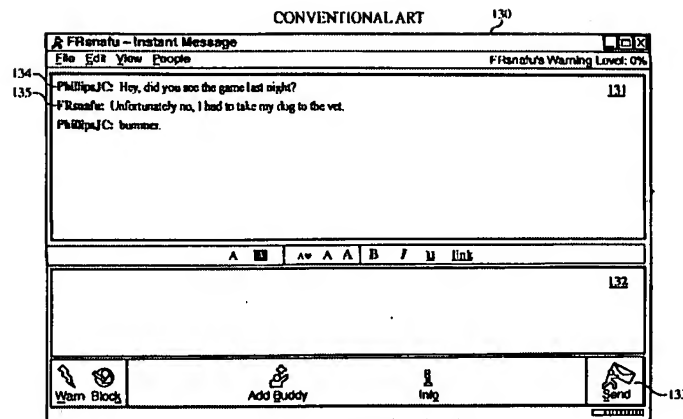 CONVENTIONAL ART
130
FRsnafu – Instant Message
File Edit View People FRsnafu's Warning Level: 0%
134 PhillipsJC: Hey, did you see the game last night? 131
135 FRsnafu: Unfortunately no, I had to take my dog to the vet.
PhillipsJC: bummer.
A A A A A B I u link
132
Warn Block Add Buddy Info Send 133